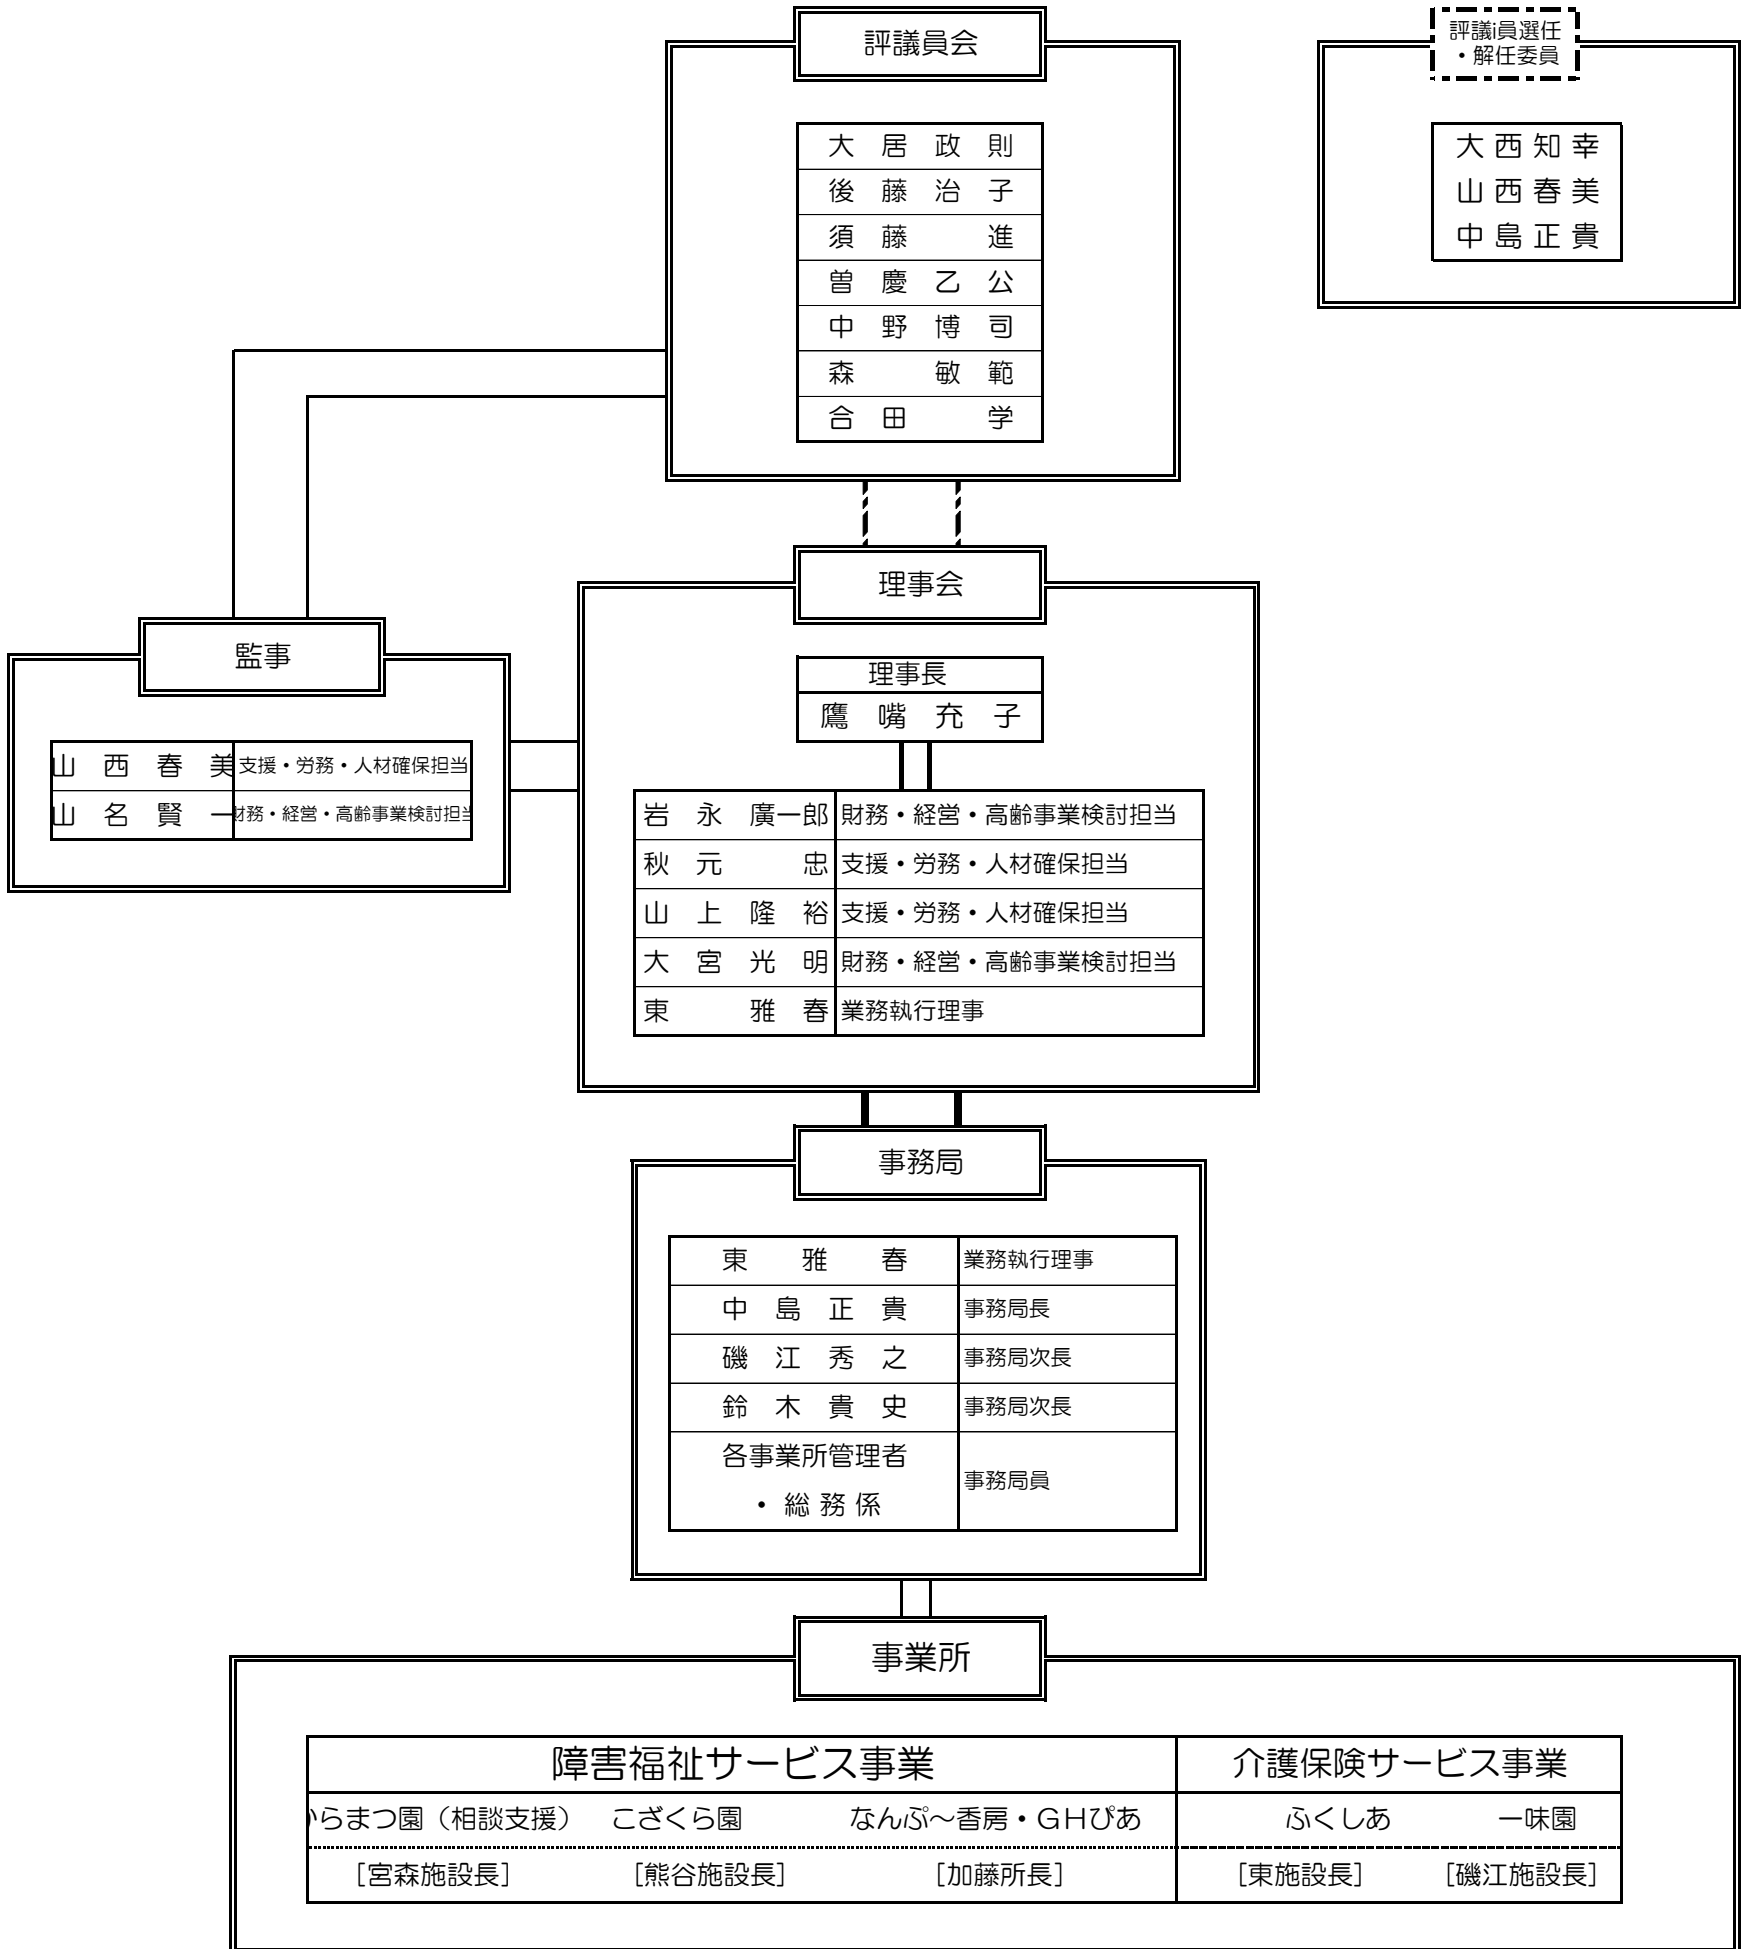 評議員会
大居政則
後藤治子
須藤　進
曽慶乙公
中野博司
森　敏範
合田　学
評議i員選任
・解任委員
大西知幸
山西春美
中島正貴
監事
山西春美 支援・労務・人材確保担当
山名賢一 財務・経営・高齢事業検討担当
理事会
理事長
鷹嘴充子
岩永廣一郎 財務・経営・高齢事業検討担当
秋元　忠 支援・労務・人材確保担当
山上隆裕 支援・労務・人材確保担当
大宮光明 財務・経営・高齢事業検討担当
東　雅春 業務執行理事
事務局
東雅春 業務執行理事
中島正貴 事務局長
磯江秀之 事務局次長
鈴木貴史 事務局次長
各事業所管理者
・総務係
事務局員
事業所
障害福祉サービス事業 介護保険サービス事業
からまつ園（相談支援） こざくら園 なんぷ～香房・ＧＨぴあ ふくしあ 一味園
［宮森施設長］ ［熊谷施設長］ ［加藤所長］ ［東施設長］ ［磯江施設長］